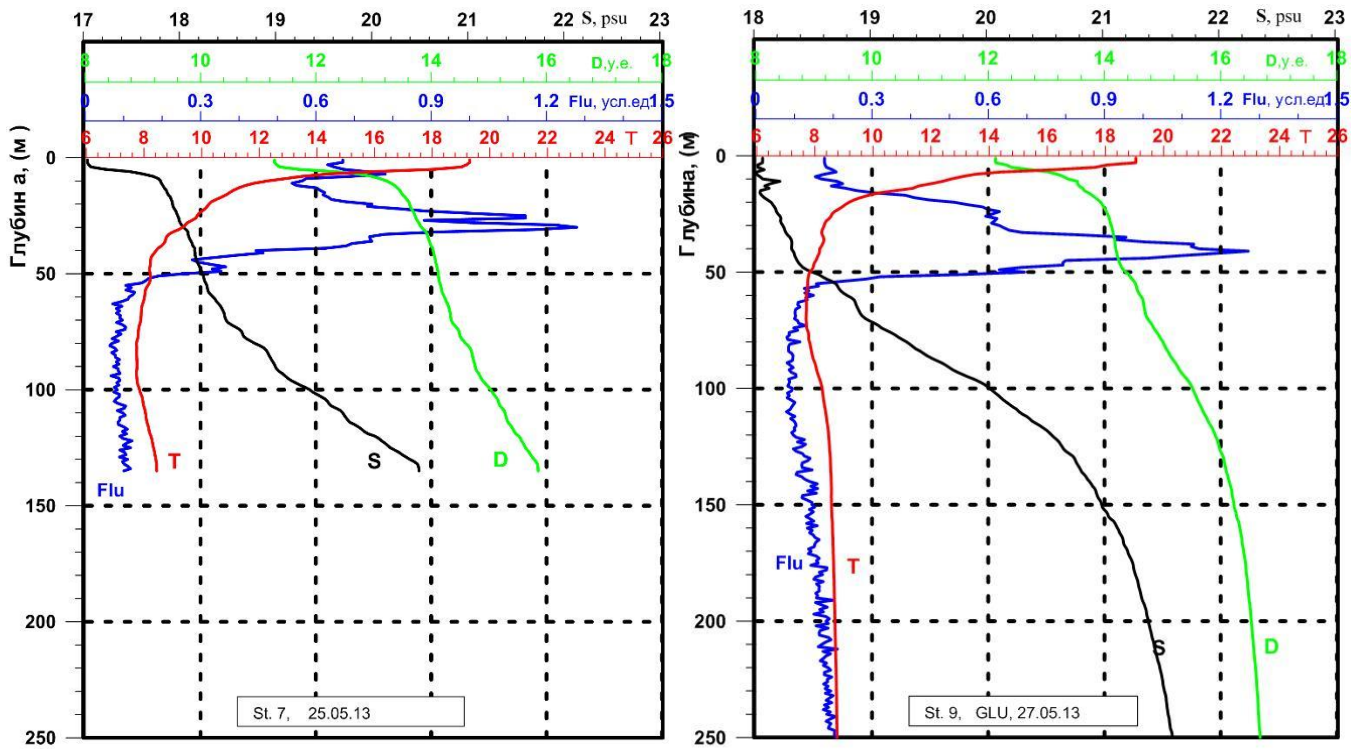 17 18 19 20 21 22 S, psu 23
8 10 12 14 16 D,у.е. 18
0 0.3 0.6 0.9 1.2 Flu, усл.ед 1.5
6 8 10 12 14 16 18 20 22 24 T 26
Глубин а, (м )
0
50
100
150
200
250
Flu
T
S
D
St. 7, 25.05.13
18 19 20 21 22 S, psu 23
8 10 12 14 16 D,у.е. 18
0 0.3 0.6 0.9 1.2 Flu, усл.ед 1.5
6 8 10 12 14 16 18 20 22 24 T 26
Г лубина, (м)
0
50
100
150
200
250
Flu
T
S
D
St. 9, GLU, 27.05.13